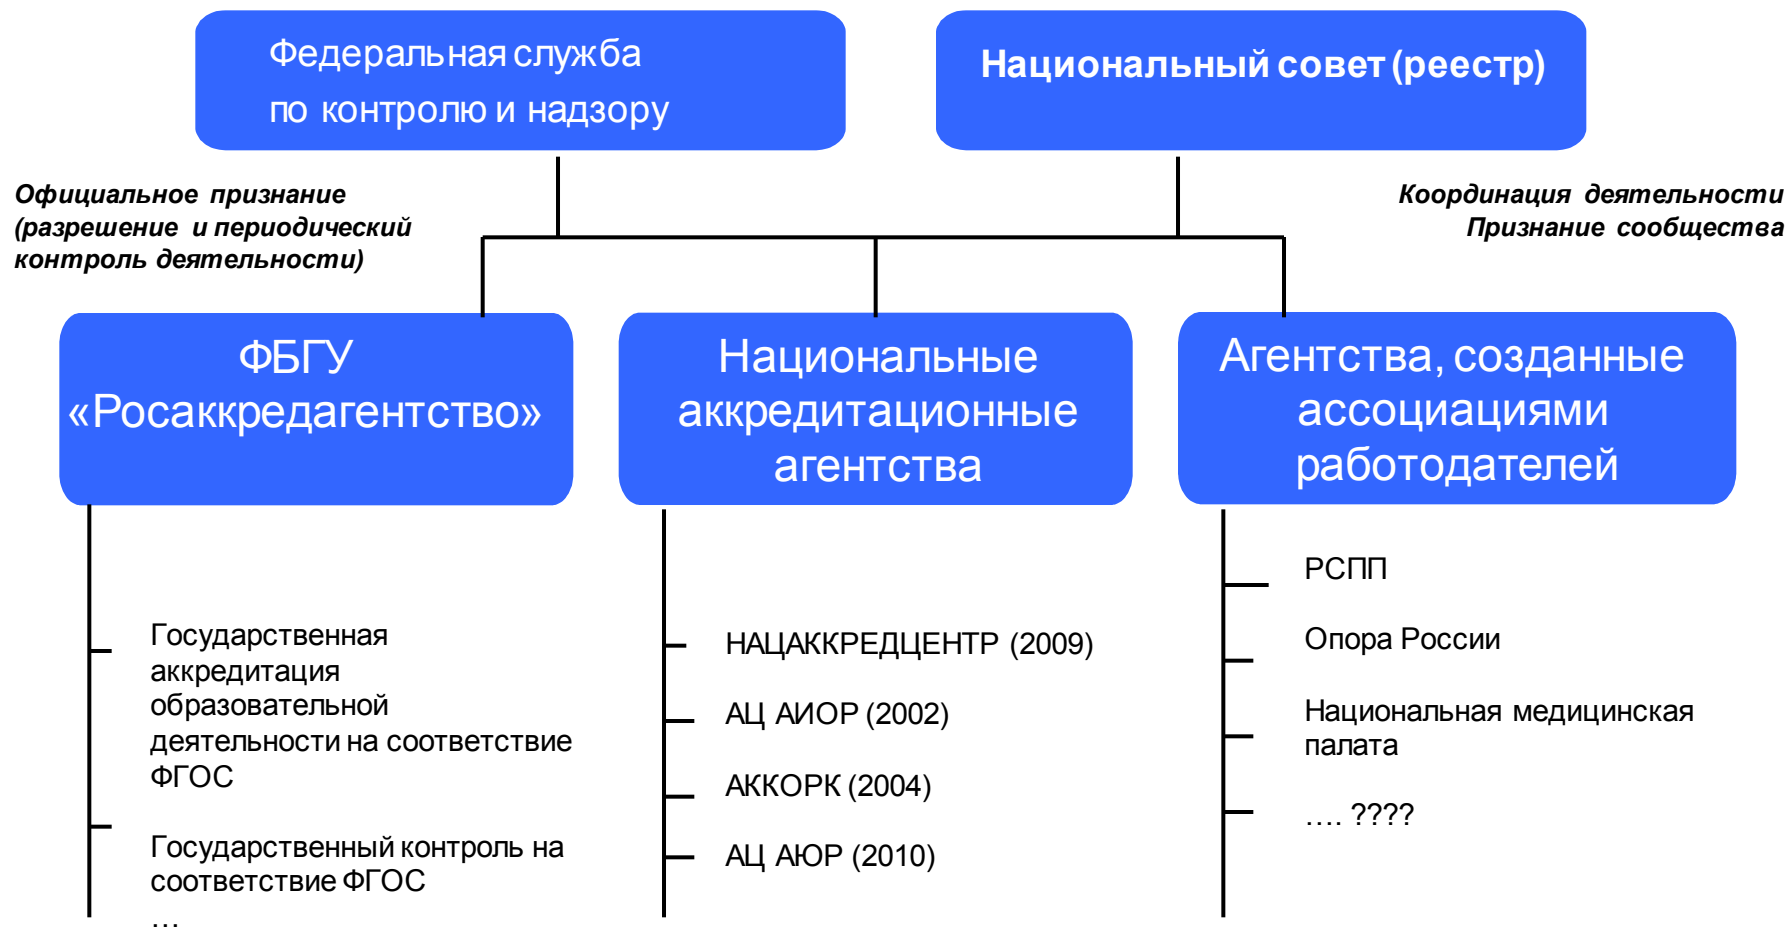 Федеральная служба
по контролю и надзору
Национальный совет (реестр)
Официальное признание
(разрешение и периодический
контроль деятельности)
Координация деятельности
Признание сообщества
ФБГУ
«Росаккредагентство»
Национальные
аккредитационные
агентства
Агентства, созданные
ассоциациями
работодателей
Государственная
аккредитация
образовательной
деятельности на соответствие
ФГОС
Государственный контроль на
соответствие ФГОС
…
НАЦАККРЕДЦЕНТР (2009)
АЦ АИОР (2002)
АККОРК (2004)
АЦ АЮР (2010)
РСПП
Опора России
Национальная медицинская
палата
…. ????